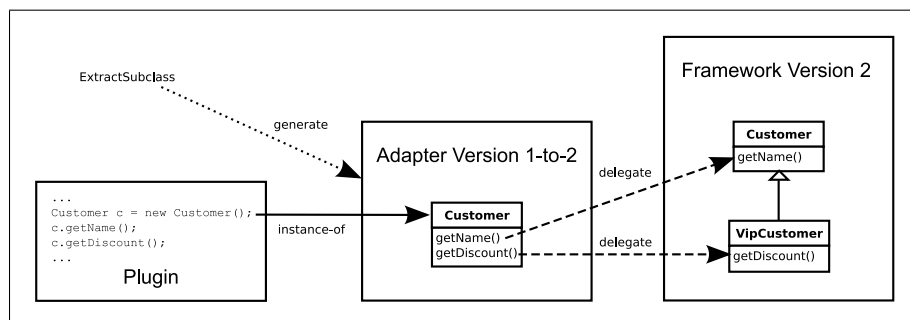 ExtractSubclass
generate
Adapter Version 1-to-2
Framework Version 2
Customer
getName()
delegate
...
Customer c = new Customer();
c.getName();
c.getDiscount();
...
Plugin
instance-of
Customer
getName()
getDiscount()
delegate
VipCustomer
getDiscount()